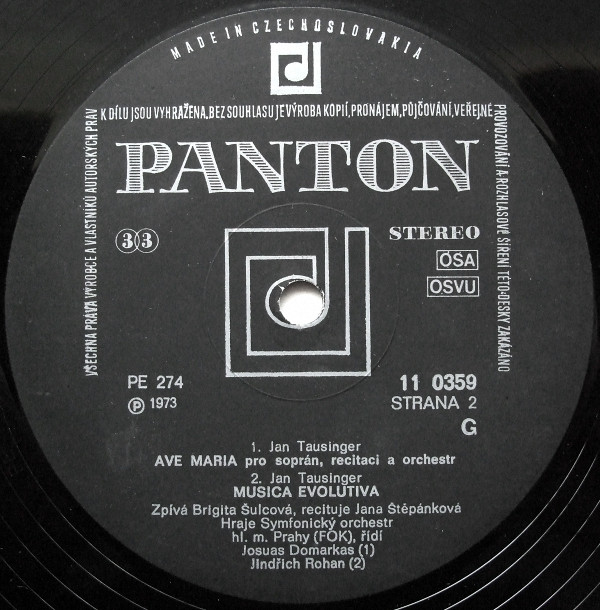 MADE IN CZECHOSLOVAKIA
VŠECHNA PRÁVA VÝROBCE A VLASTNÍKŮ AUTORSKÝCH PRÁV
K DÍLU JSOU VYHRAŽENA, BEZ SOUHLASU JE VÝROBA KOPIÍ, PRONÁJEM, PŮJČOVÁNÍ, VEŘEJNÉ
PROVOZOVÁNÍ A ROZHLASOVÉ ŠÍŘENÍ TÉTO DESKY ZAKÁZÁNO
PANTON
33
STEREO
OSA
OSVU
PE 274
Ⓟ 1973
11 0359
STRANA 2
G
1. Jan Tausinger
AVE MARIA pro soprán, recitaci a orchestr
2. Jan Tausinger
MUSICA EVOLUTIVA
Zpívá Brigita Šulcová, recituje Jana Štěpánková
Hraje Symfonický orchestr
hl. m. Prahy (FOK), řídí
Josuas Domarkas (1)
Jindřich Rohan (2)